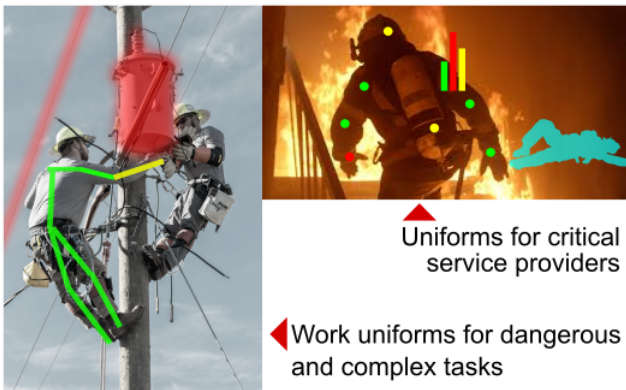 Uniforms for critical
service providers
Work uniforms for dangerous
and complex tasks